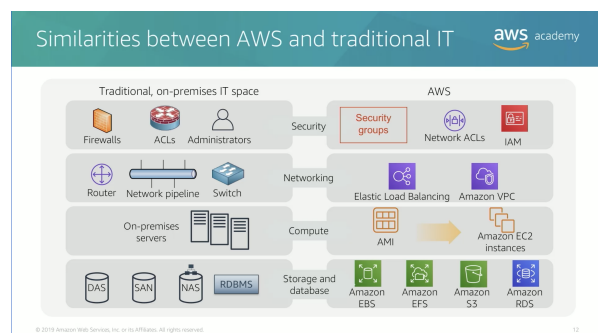 Similarities between AWS and traditional IT
aws academy
Traditional, on-premises IT space
AWS
Firewalls
ACLs
Administrators
Security
Security
groups
Network ACLs
IAM
Router
Network pipeline
Switch
Networking
Elastic Load Balancing
Amazon VPC
On-premises
servers
Compute
AMI
Amazon EC2
instances
DAS
SAN
NAS
RDBMS
Storage and
database
Amazon
EBS
Amazon
EFS
Amazon
S3
Amazon
RDS
© 2019 Amazon Web Services, Inc. or its Affiliates. All rights reserved.
12